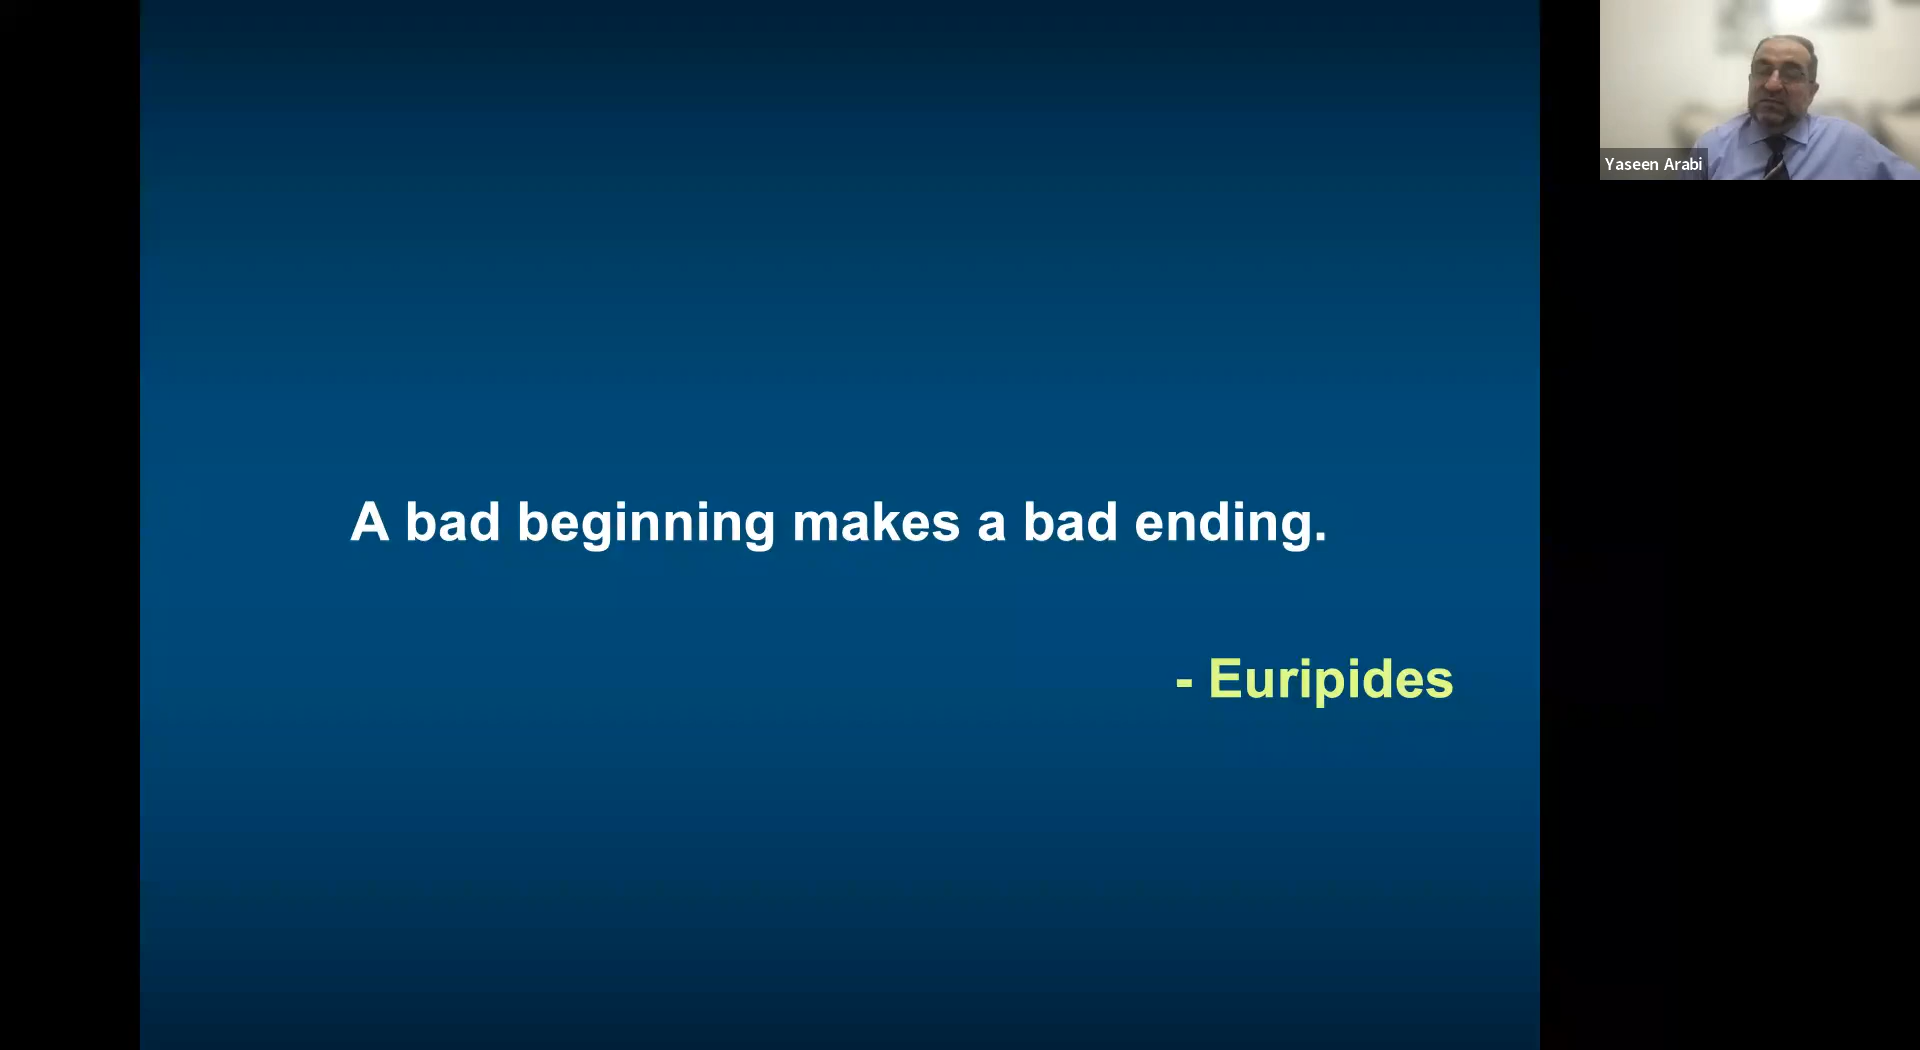 A bad beginning makes a bad ending.
- Euripides
Yaseen Arabi